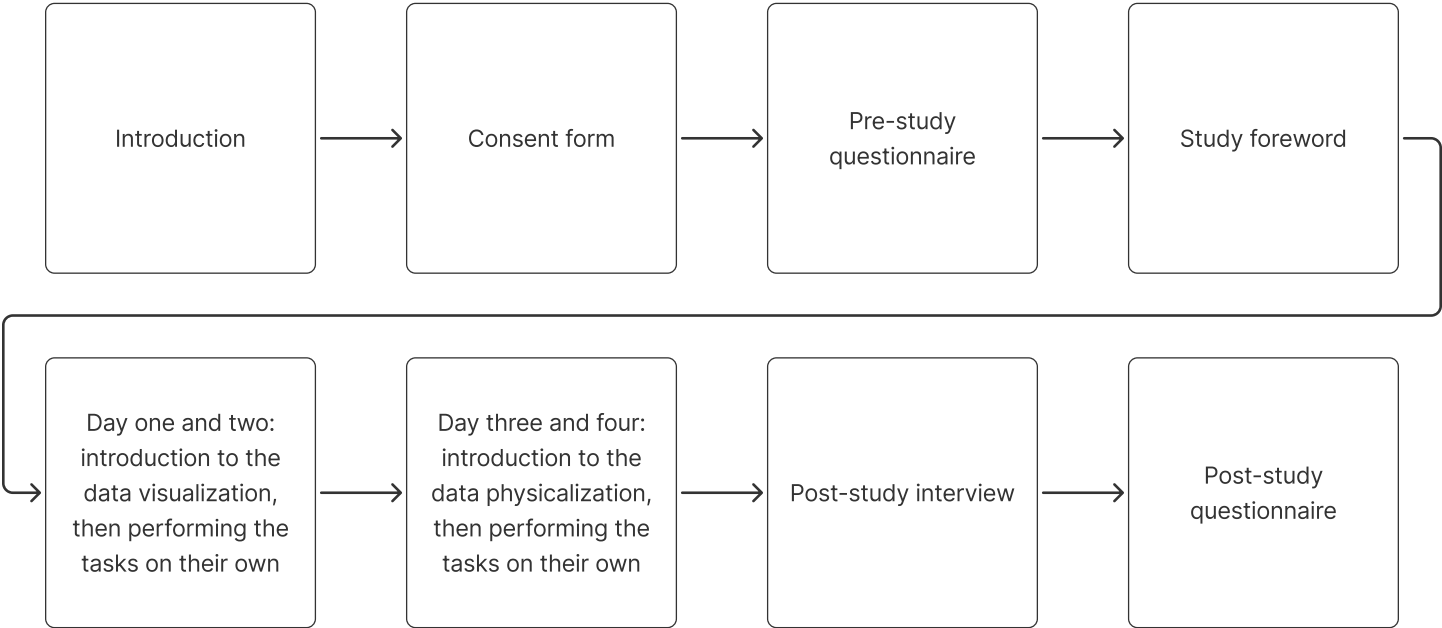 Introduction
Consent form
Pre-study
questionnaire
Study foreword
Day one and two:
introduction to the
data visualization,
then performing the
tasks on their own
Day three and four:
introduction to the
data physicalization,
then performing the
tasks on their own
Post-study interview
Post-study
questionnaire